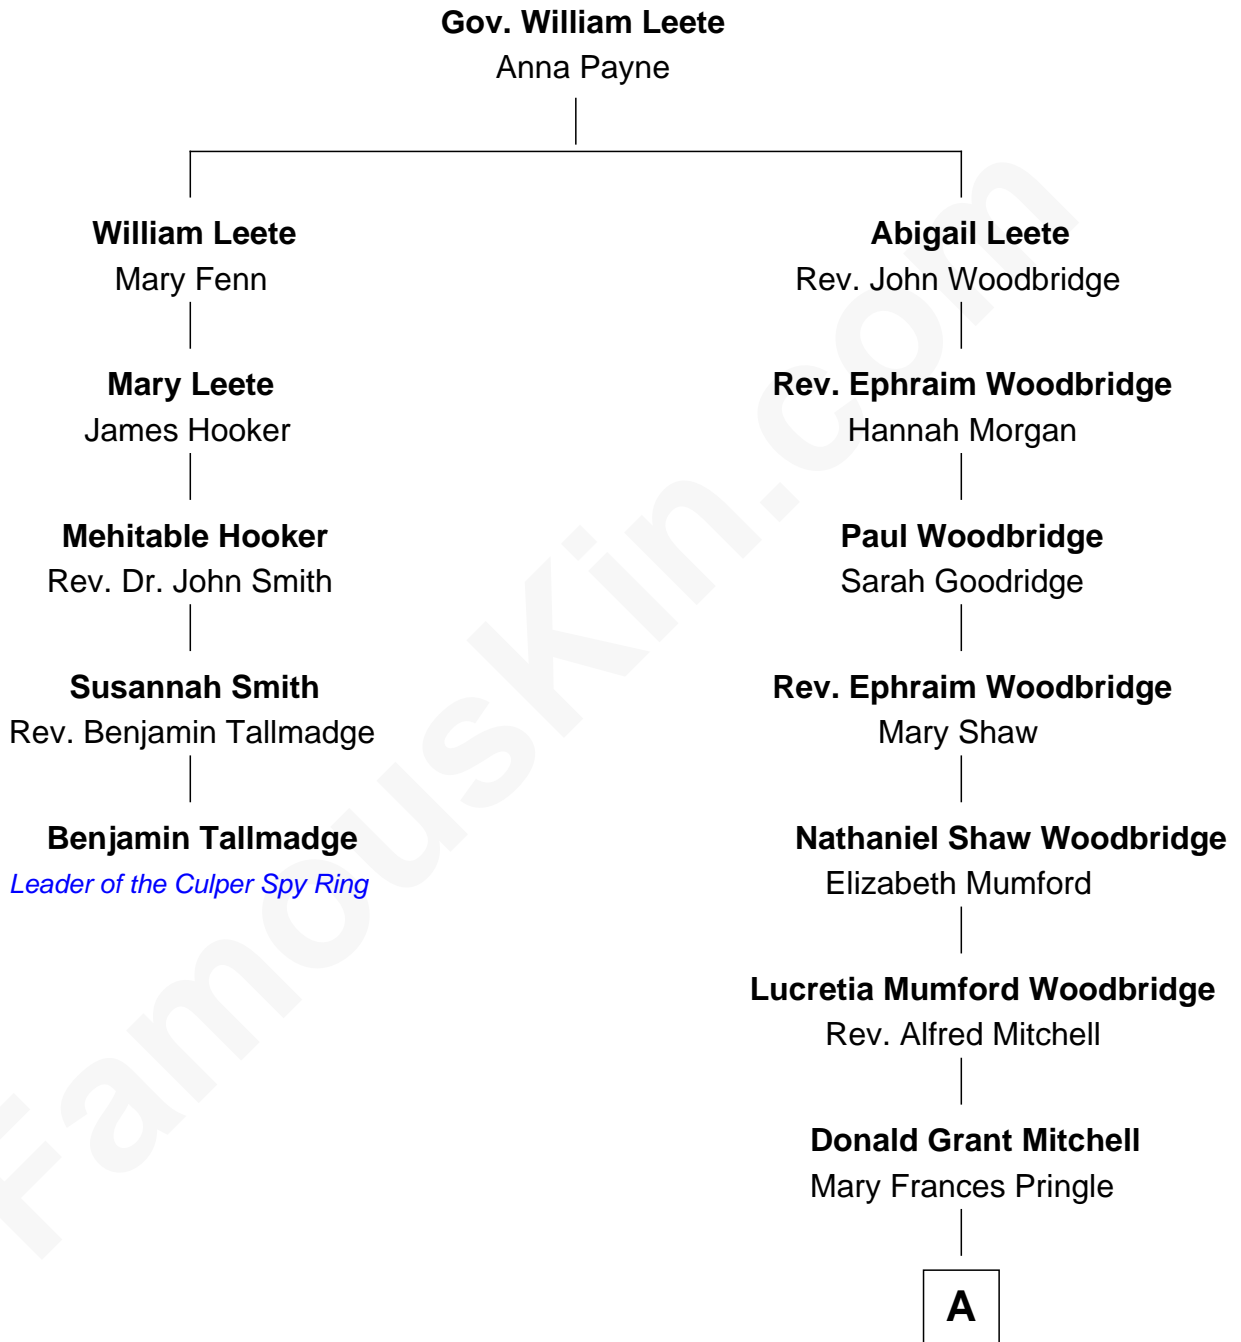 Gov. William Leete
Anna Payne
William Leete
Mary Fenn
Mary Leete
James Hooker
Mehitable Hooker
Rev. Dr. John Smith
Susannah Smith
Rev. Benjamin Tallmadge
Benjamin Tallmadge
Leader of the Culper Spy Ring
Abigail Leete
Rev. John Woodbridge
Rev. Ephraim Woodbridge
Hannah Morgan
Paul Woodbridge
Sarah Goodridge
Rev. Ephraim Woodbridge
Mary Shaw
Nathaniel Shaw Woodbridge
Elizabeth Mumford
Lucretia Mumford Woodbridge
Rev. Alfred Mitchell
Donald Grant Mitchell
Mary Frances Pringle
A
FamousKin.com